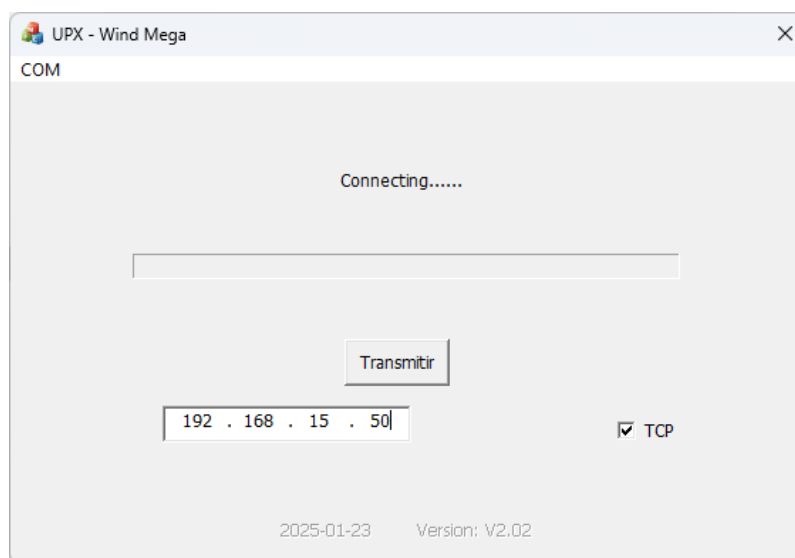 UPX - Wind Mega
COM
Connecting......
Transmitir
192 . 168 . 15 . 50
TCP
2025-01-23 Version: V2.02